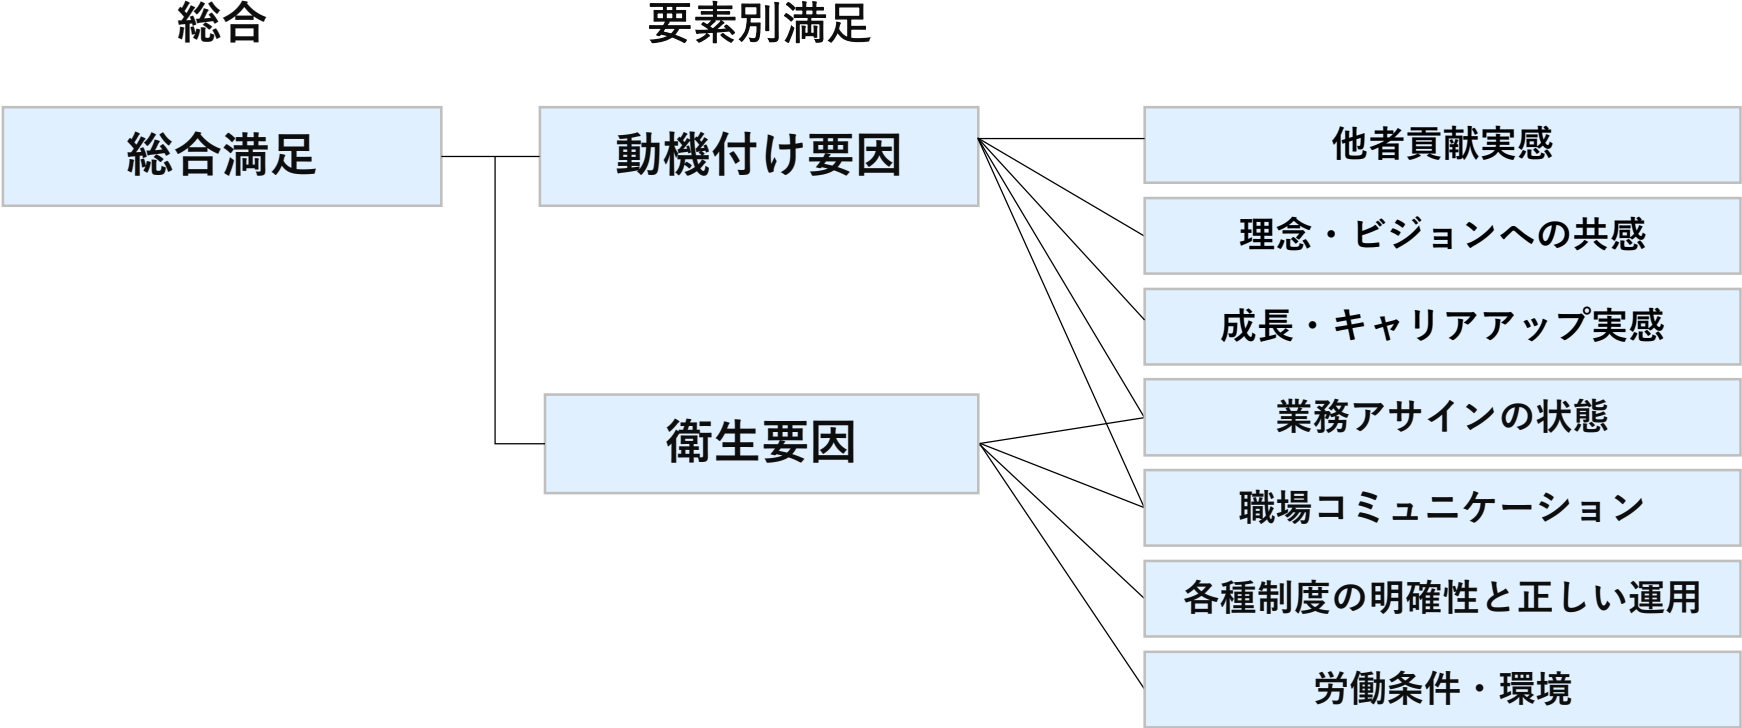 総合
要素別満足
総合満足
動機付け要因
衛生要因
他者貢献実感
理念・ビジョンへの共感
成長・キャリアアップ実感
業務アサインの状態
職場コミュニケーション
各種制度の明確性と正しい運用
労働条件・環境